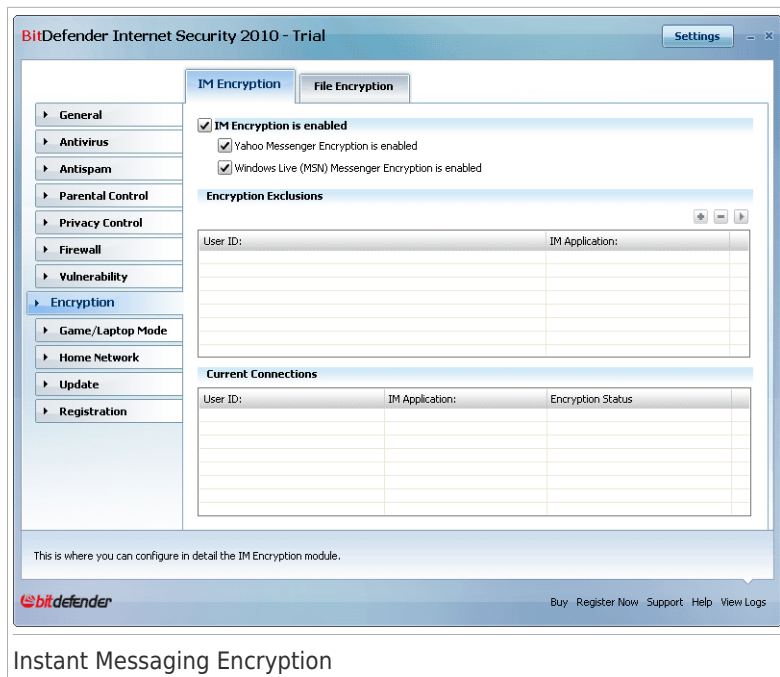 BitDefender Internet Security 2010 - Trial
Settings
IM Encryption
File Encryption
General
Antivirus
Antispam
Parental Control
Privacy Control
Firewall
Vulnerability
Encryption
Game/Laptop Mode
Home Network
Update
Registration
IM Encryption is enabled
Yahoo Messenger Encryption is enabled
Windows Live (MSN) Messenger Encryption is enabled
Encryption Exclusions
User ID: IM Application:
Current Connections
User ID: IM Application: Encryption Status
This is where you can configure in detail the IM Encryption module.
bitdefender
Buy Register Now Support Help View Logs
Instant Messaging Encryption